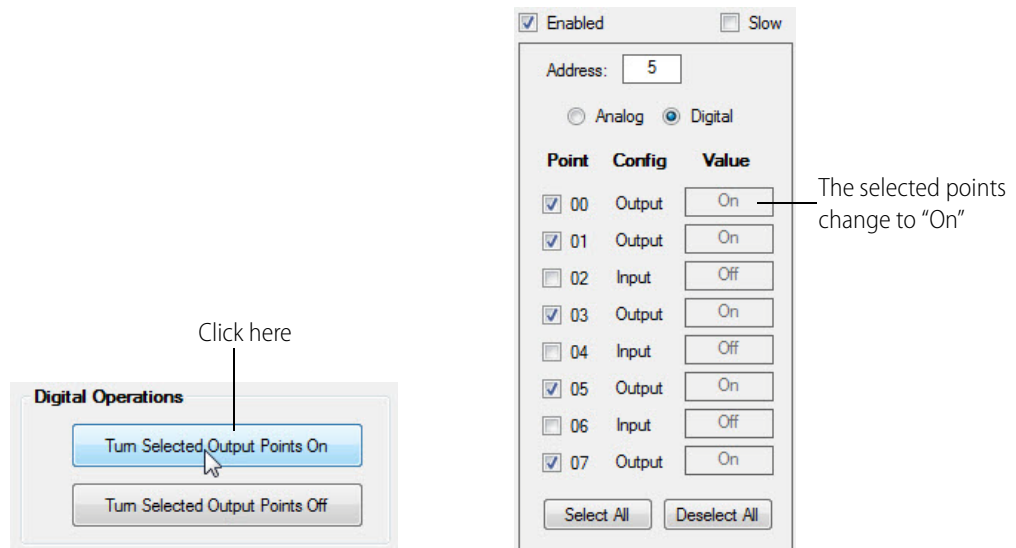 Click here
Digital Operations
Turn Selected Output Points On
Turn Selected Output Points Off
Enabled Slow
Address: 5
Analog Digital
Point Config Value
00 Output On
01 Output On
02 Input Off
03 Output On
04 Input Off
05 Output On
06 Input Off
07 Output On
Select All Deselect All
The selected points
change to “On”